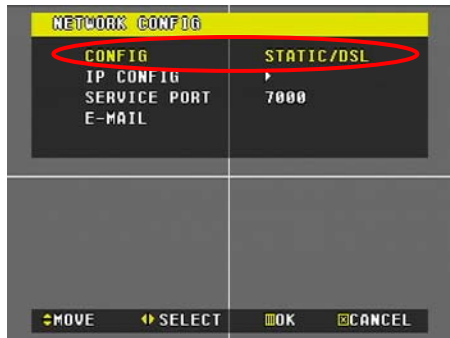 NETWORK CONFIG
CONFIG STATIC/DSL
IP CONFIG
SERVICE PORT 7000
E-MAIL
MOVE SELECT OK CANCEL